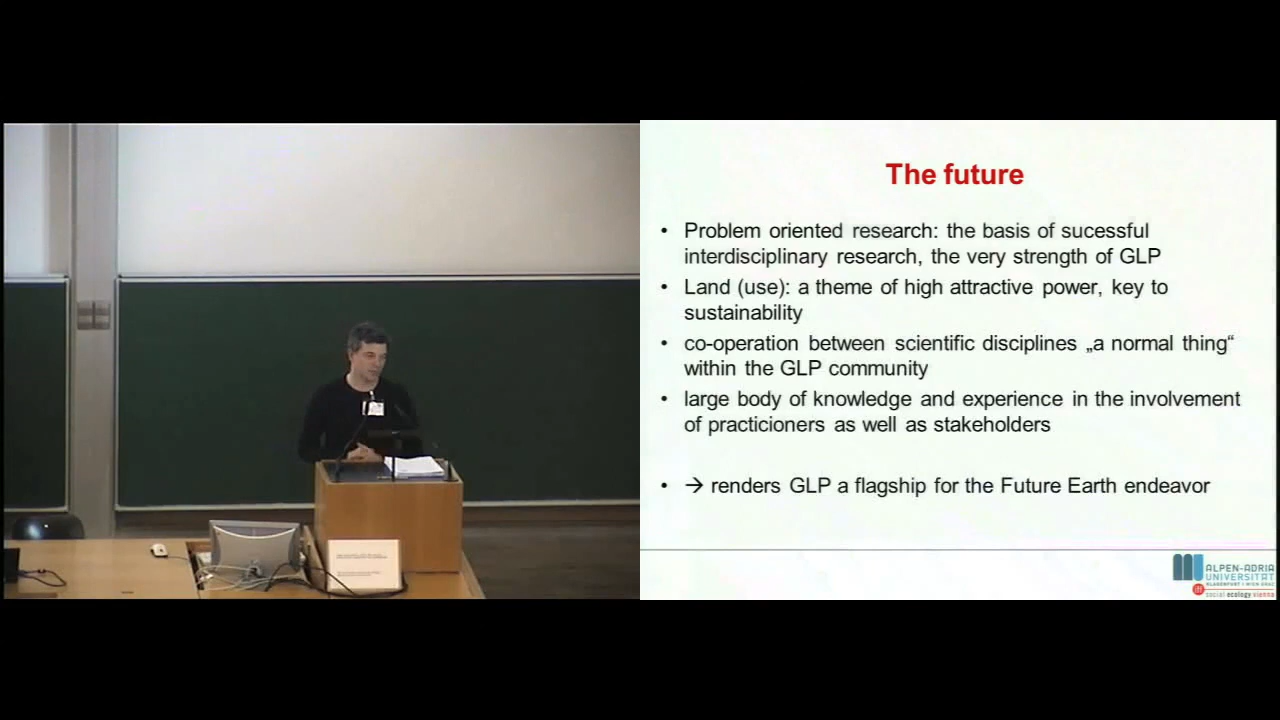 The future
• Problem oriented research: the basis of sucessful
interdisciplinary research, the very strength of GLP
• Land (use): a theme of high attractive power, key to
sustainability
• co-operation between scientific disciplines „a normal thing“
within the GLP community
• large body of knowledge and experience in the involvement
of practicioners as well as stakeholders
• → renders GLP a flagship for the Future Earth endeavor
ALPEN-ADRIA
UNIVERSITÄT
KLAGENFURT I WIEN GRAZ
iff
social ecology vienna